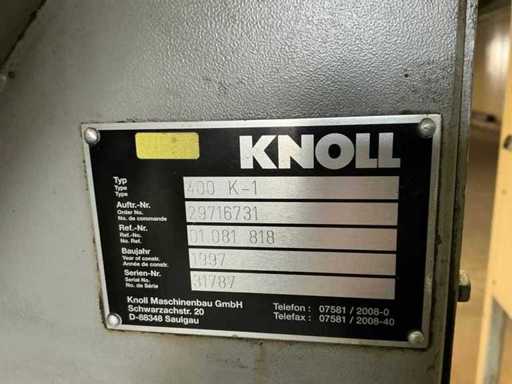 KNOLL
Typ
Type
Type
400 K-1
Auftr.-Nr.
Order No.
No. de commande
29716731
Ref.-Nr.
Ref.-No.
No. Ref.
01 081 818
Baujahr
Year of constr.
Année de constr.
1997
Serien-Nr.
Serial No.
No. de Série
31787
Knoll Maschinenbau GmbH
Schwarzachstr. 20
D-88348 Saulgau
Telefon : 07581 / 2008-0
Telefax : 07581 / 2008-40